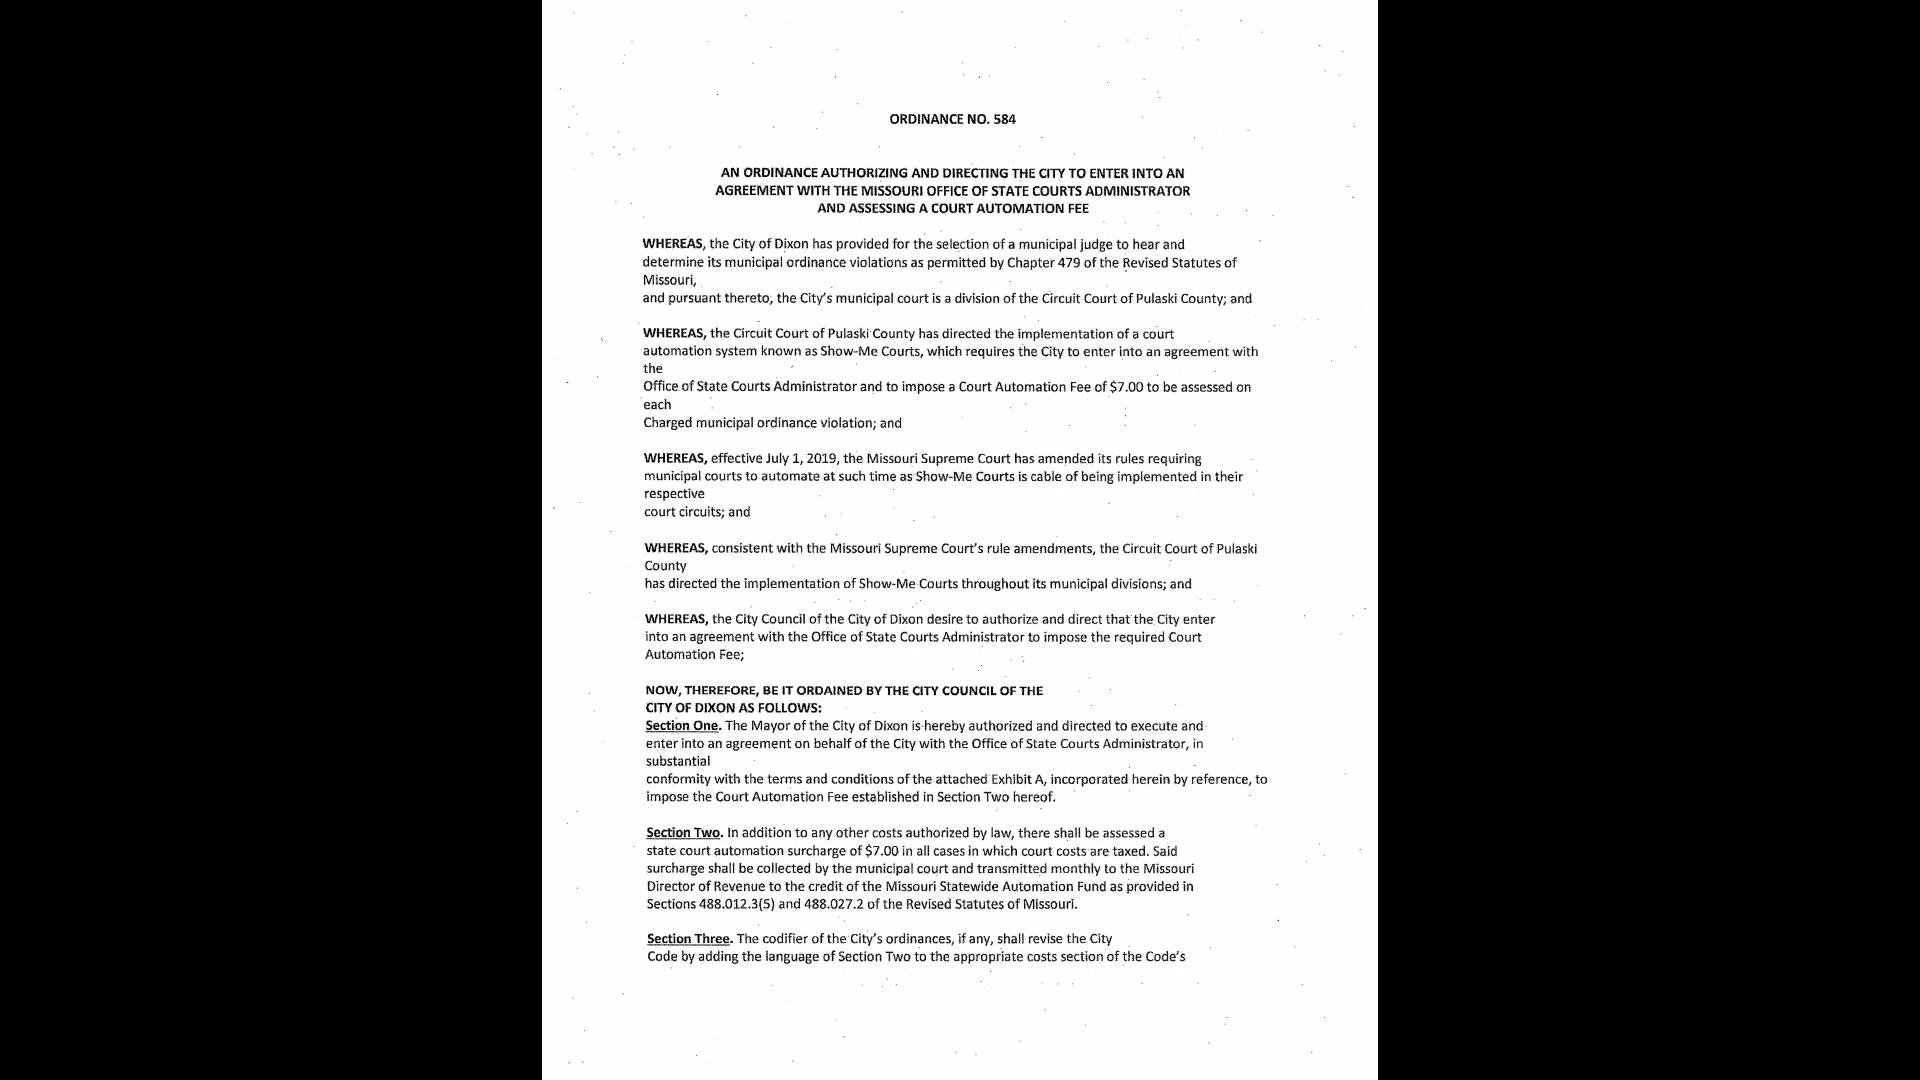 ORDINANCE NO. 584
AN ORDINANCE AUTHORIZING AND DIRECTING THE CITY TO ENTER INTO AN
AGREEMENT WITH THE MISSOURI OFFICE OF STATE COURTS ADMINISTRATOR
AND ASSESSING A COURT AUTOMATION FEE
WHEREAS, the City of Dixon has provided for the selection of a municipal judge to hear and
determine its municipal ordinance violations as permitted by Chapter 479 of the Revised Statutes of
Missouri,
and pursuant thereto, the City's municipal court is a division of the Circuit Court of Pulaski County; and
WHEREAS, the Circuit Court of Pulaski County has directed the implementation of a court
automation system known as Show-Me Courts, which requires the City to enter into an agreement with
the
Office of State Courts Administrator and to impose a Court Automation Fee of $7.00 to be assessed on
each
Charged municipal ordinance violation; and
WHEREAS, effective July 1, 2019, the Missouri Supreme Court has amended its rules requiring
municipal courts to automate at such time as Show-Me Courts is cable of being implemented in their
respective
court circuits; and
WHEREAS, consistent with the Missouri Supreme Court's rule amendments, the Circuit Court of Pulaski
County
has directed the implementation of Show-Me Courts throughout its municipal divisions; and
WHEREAS, the City Council of the City of Dixon desire to authorize and direct that the City enter
into an agreement with the Office of State Courts Administrator to impose the required Court
Automation Fee;
NOW, THEREFORE, BE IT ORDAINED BY THE CITY COUNCIL OF THE
CITY OF DIXON AS FOLLOWS:
Section One. The Mayor of the City of Dixon is hereby authorized and directed to execute and
enter into an agreement on behalf of the City with the Office of State Courts Administrator, in
substantial
conformity with the terms and conditions of the attached Exhibit A, incorporated herein by reference, to
impose the Court Automation Fee established in Section Two hereof.
Section Two. In addition to any other costs authorized by law, there shall be assessed a
state court automation surcharge of $7.00 in all cases in which court costs are taxed. Said
surcharge shall be collected by the municipal court and transmitted monthly to the Missouri
Director of Revenue to the credit of the Missouri Statewide Automation Fund as provided in
Sections 488.012.3(5) and 488.027.2 of the Revised Statutes of Missouri.
Section Three. The codifier of the City's ordinances, if any, shall revise the City
Code by adding the language of Section Two to the appropriate costs section of the Code's